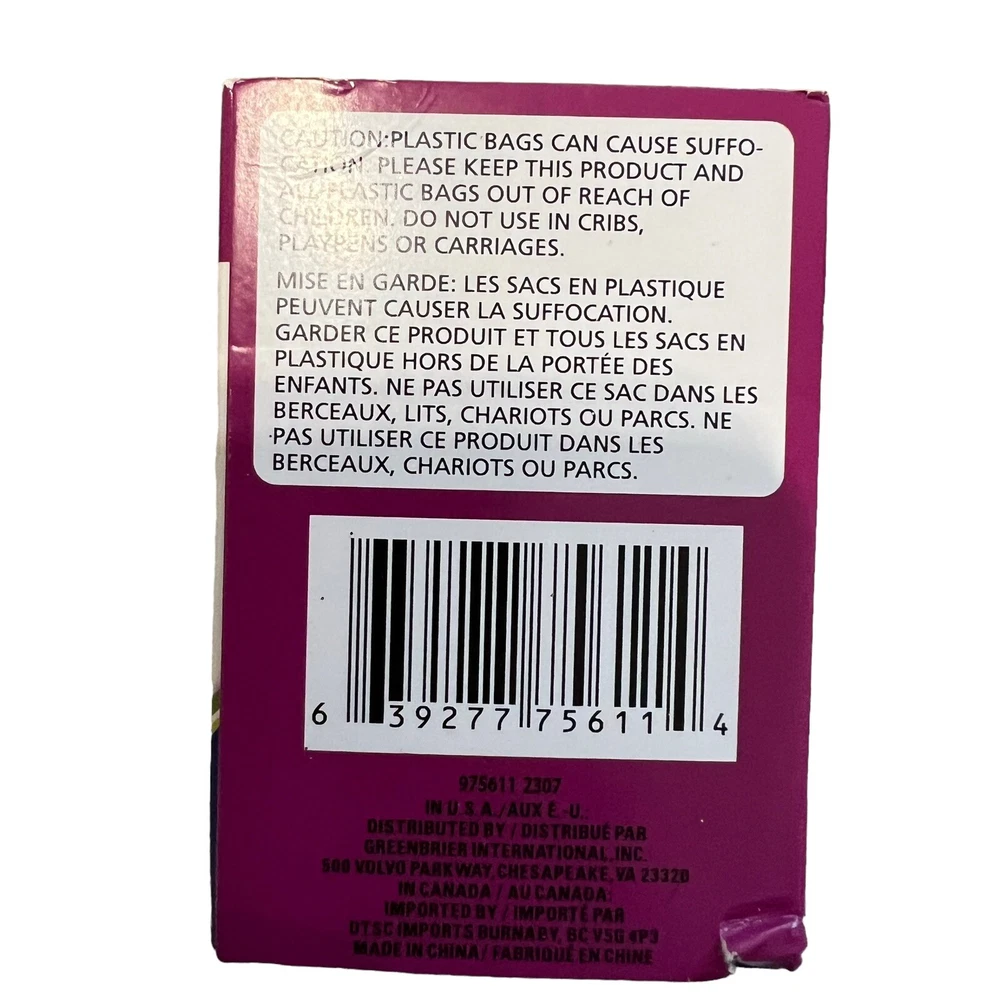 CAUTION:PLASTIC BAGS CAN CAUSE SUFFO-
CATION. PLEASE KEEP THIS PRODUCT AND
ALL PLASTIC BAGS OUT OF REACH OF
CHILDREN. DO NOT USE IN CRIBS,
PLAYPENS OR CARRIAGES.
MISE EN GARDE: LES SACS EN PLASTIQUE
PEUVENT CAUSER LA SUFFOCATION.
GARDER CE PRODUIT ET TOUS LES SACS EN
PLASTIQUE HORS DE LA PORTÉE DES
ENFANTS. NE PAS UTILISER CE SAC DANS LES
BERCEAUX, LITS, CHARIOTS OU PARCS. NE
PAS UTILISER CE PRODUIT DANS LES
BERCEAUX, CHARIOTS OU PARCS.
6 39277 75611 4
975611 2307
IN U.S.A./AUX É.-U.:
DISTRIBUTED BY / DISTRIBUÉ PAR
GREENBRIER INTERNATIONAL, INC.
500 VOLVO PARKWAY, CHESAPEAKE, VA 23320
IN CANADA / AU CANADA:
IMPORTED BY / IMPORTÉ PAR
DTSC IMPORTS BURNABY, BC V5G 4P3
MADE IN CHINA / FABRIQUÉ EN CHINE